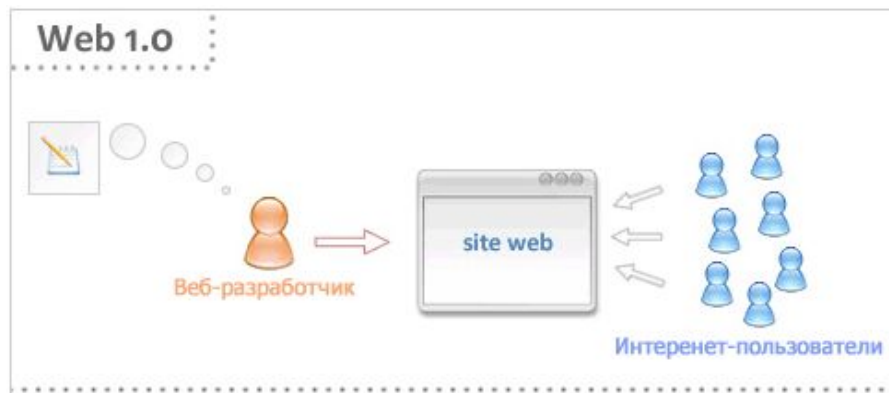 Web 1.0
site web
Веб-разработчик
Интеренет-пользователи